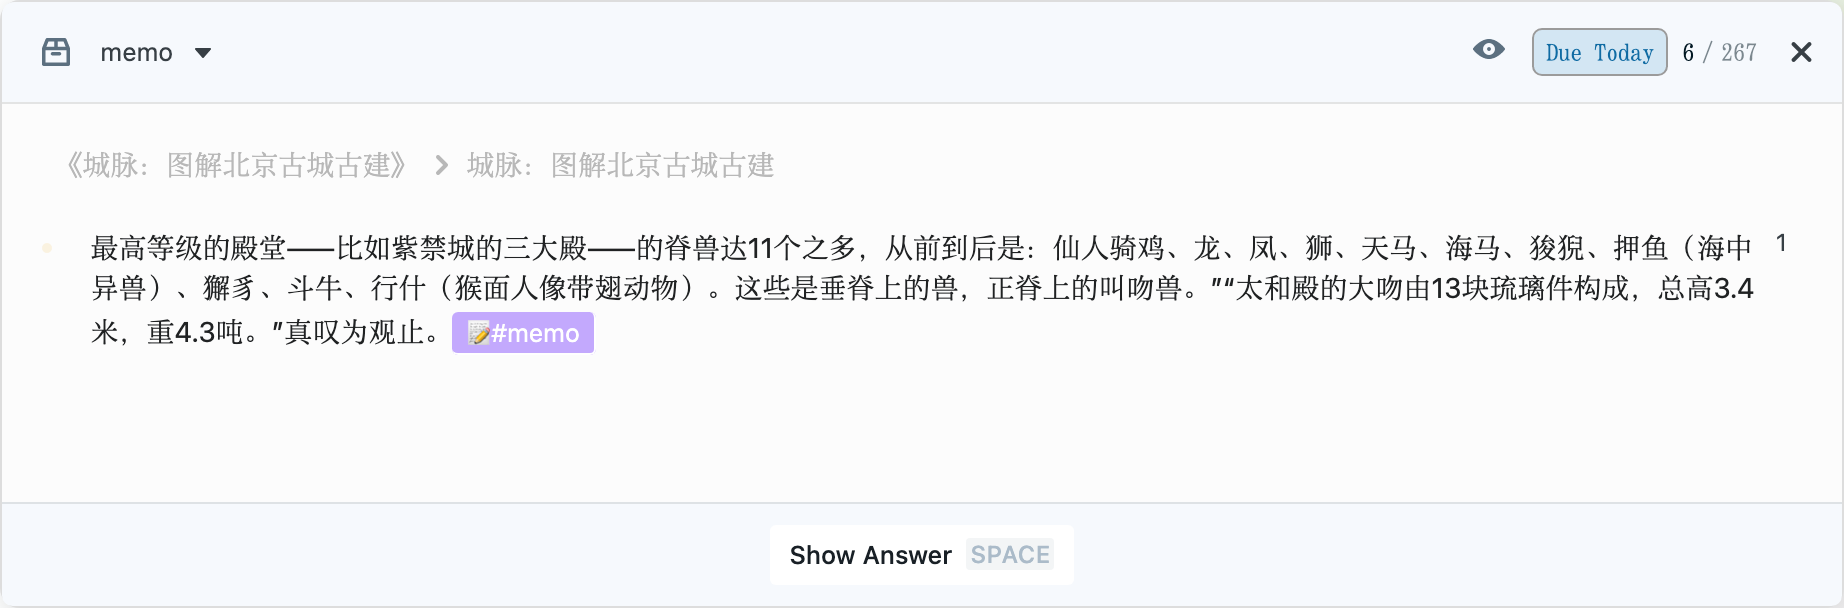 memo
Due Today 6 / 267
《城脉：图解北京古城古建》 > 城脉：图解北京古城古建
最高等级的殿堂——比如紫禁城的三大殿——的脊兽达11个之多，从前到后是：仙人骑鸡、龙、凤、狮、天马、海马、狻猊、押鱼（海中 1
异兽）、獬豸、斗牛、行什（猴面人像带翅动物）。这些是垂脊上的兽，正脊上的叫吻兽。”“太和殿的大吻由13块琉璃件构成，总高3.4
米，重4.3吨。”真叹为观止。 📝#memo
Show Answer SPACE